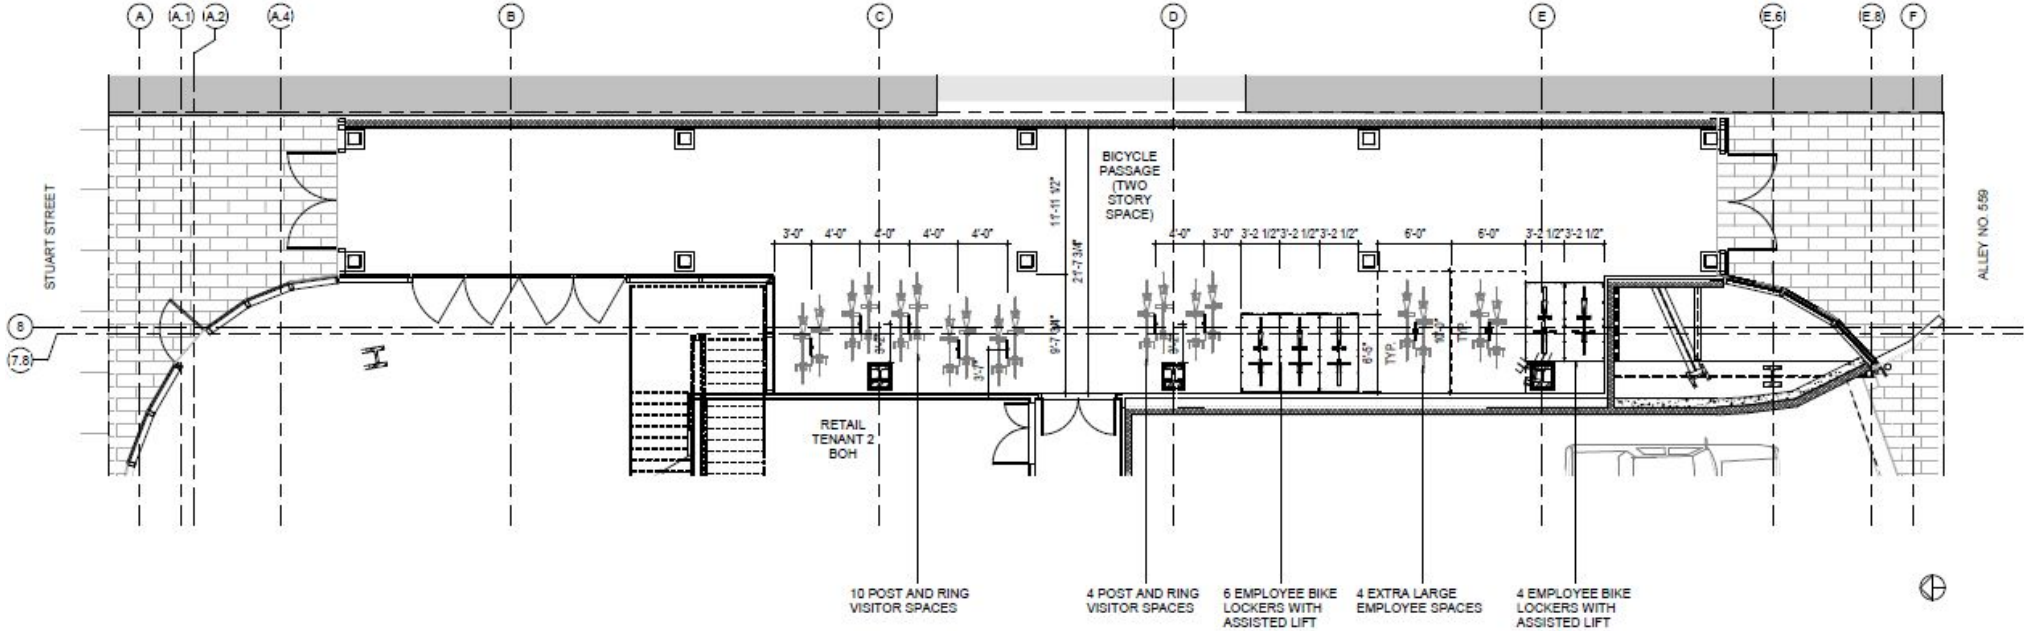 A
(A.1)
(A.2)
(A.4)
B
C
D
E
(E.6)
(E.8)
F
STUART STREET
BICYCLE
PASSAGE
(TWO
STORY
SPACE)
11'-11 1/2"
21'-7 3/4"
9'-7 3/4"
3'-0"
4'-0"
4'-0"
4'-0"
4'-0"
4'-0"
3'-0"
3'-2 1/2"
3'-2 1/2"
3'-2 1/2"
6'-0"
6'-0"
3'-2 1/2"
3'-2 1/2"
ALLEY NO. 559
8
(7.8)
6'-5"
TYP.
10'-0"
TYP.
RETAIL
TENANT 2
BOH
10 POST AND RING
VISITOR SPACES
4 POST AND RING
VISITOR SPACES
6 EMPLOYEE BIKE
LOCKERS WITH
ASSISTED LIFT
4 EXTRA LARGE
EMPLOYEE SPACES
4 EMPLOYEE BIKE
LOCKERS WITH
ASSISTED LIFT